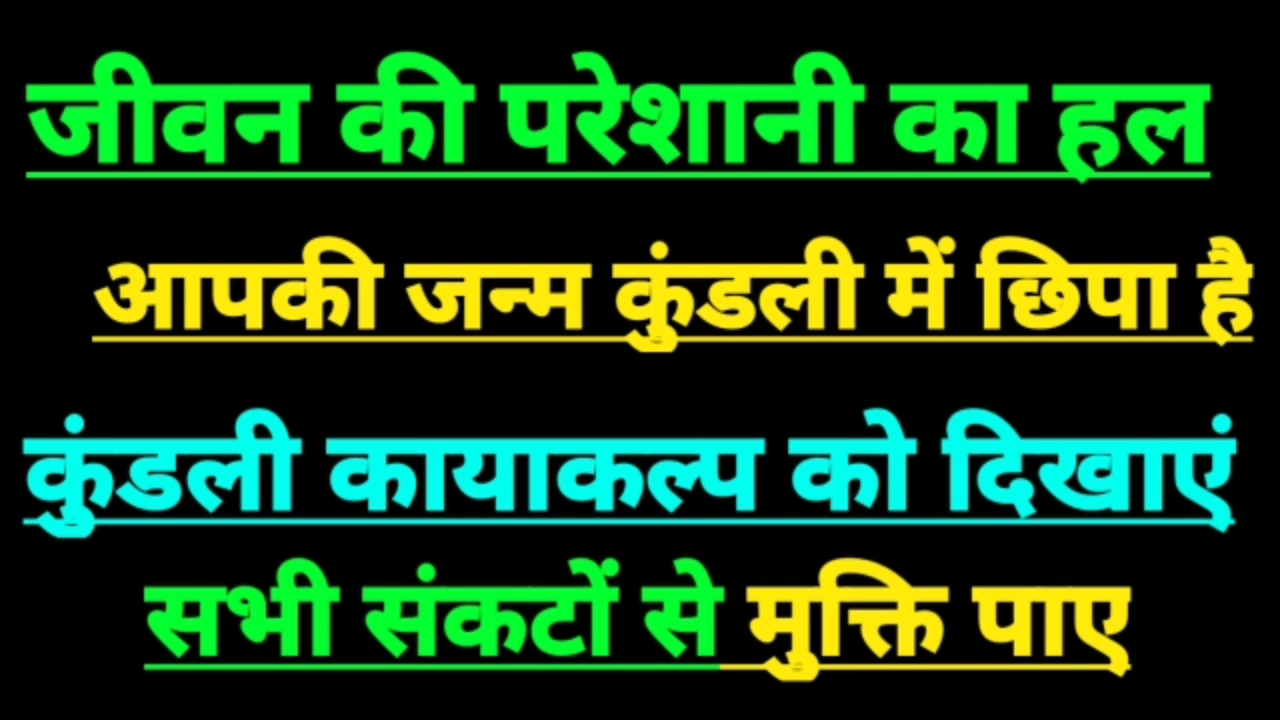 जीवन की परेशानी का हल
आपकी जन्म कुंडली में छिपा है
कुंडली कायाकल्प को दिखाएं
सभी संकटों से मुक्ति पाए